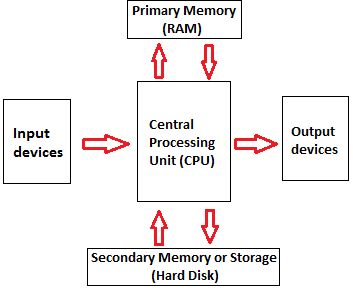 Primary Memory
(RAM)
Input
devices
Central
Processing
Unit (CPU)
Output
devices
Secondary Memory or Storage
(Hard Disk)